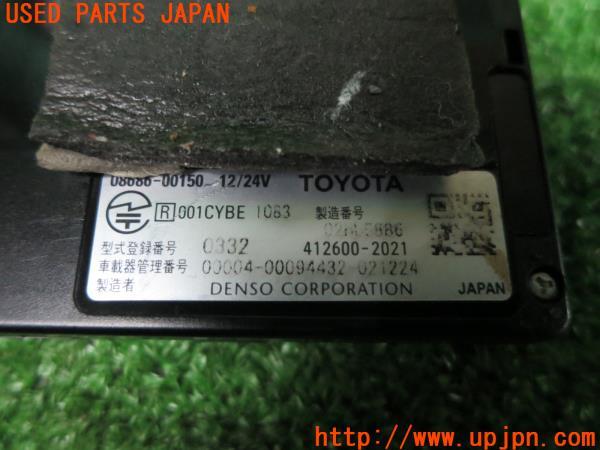 USED PARTS JAPAN
08686-00150 12/24V TOYOTA
R 001CYBE 1083 製造番号
型式登録番号 0332 412600-2021
車載器管理番号 00004-00094432-021224
製造者 DENSO CORPORATION JAPAN
https://www.upjpn.com